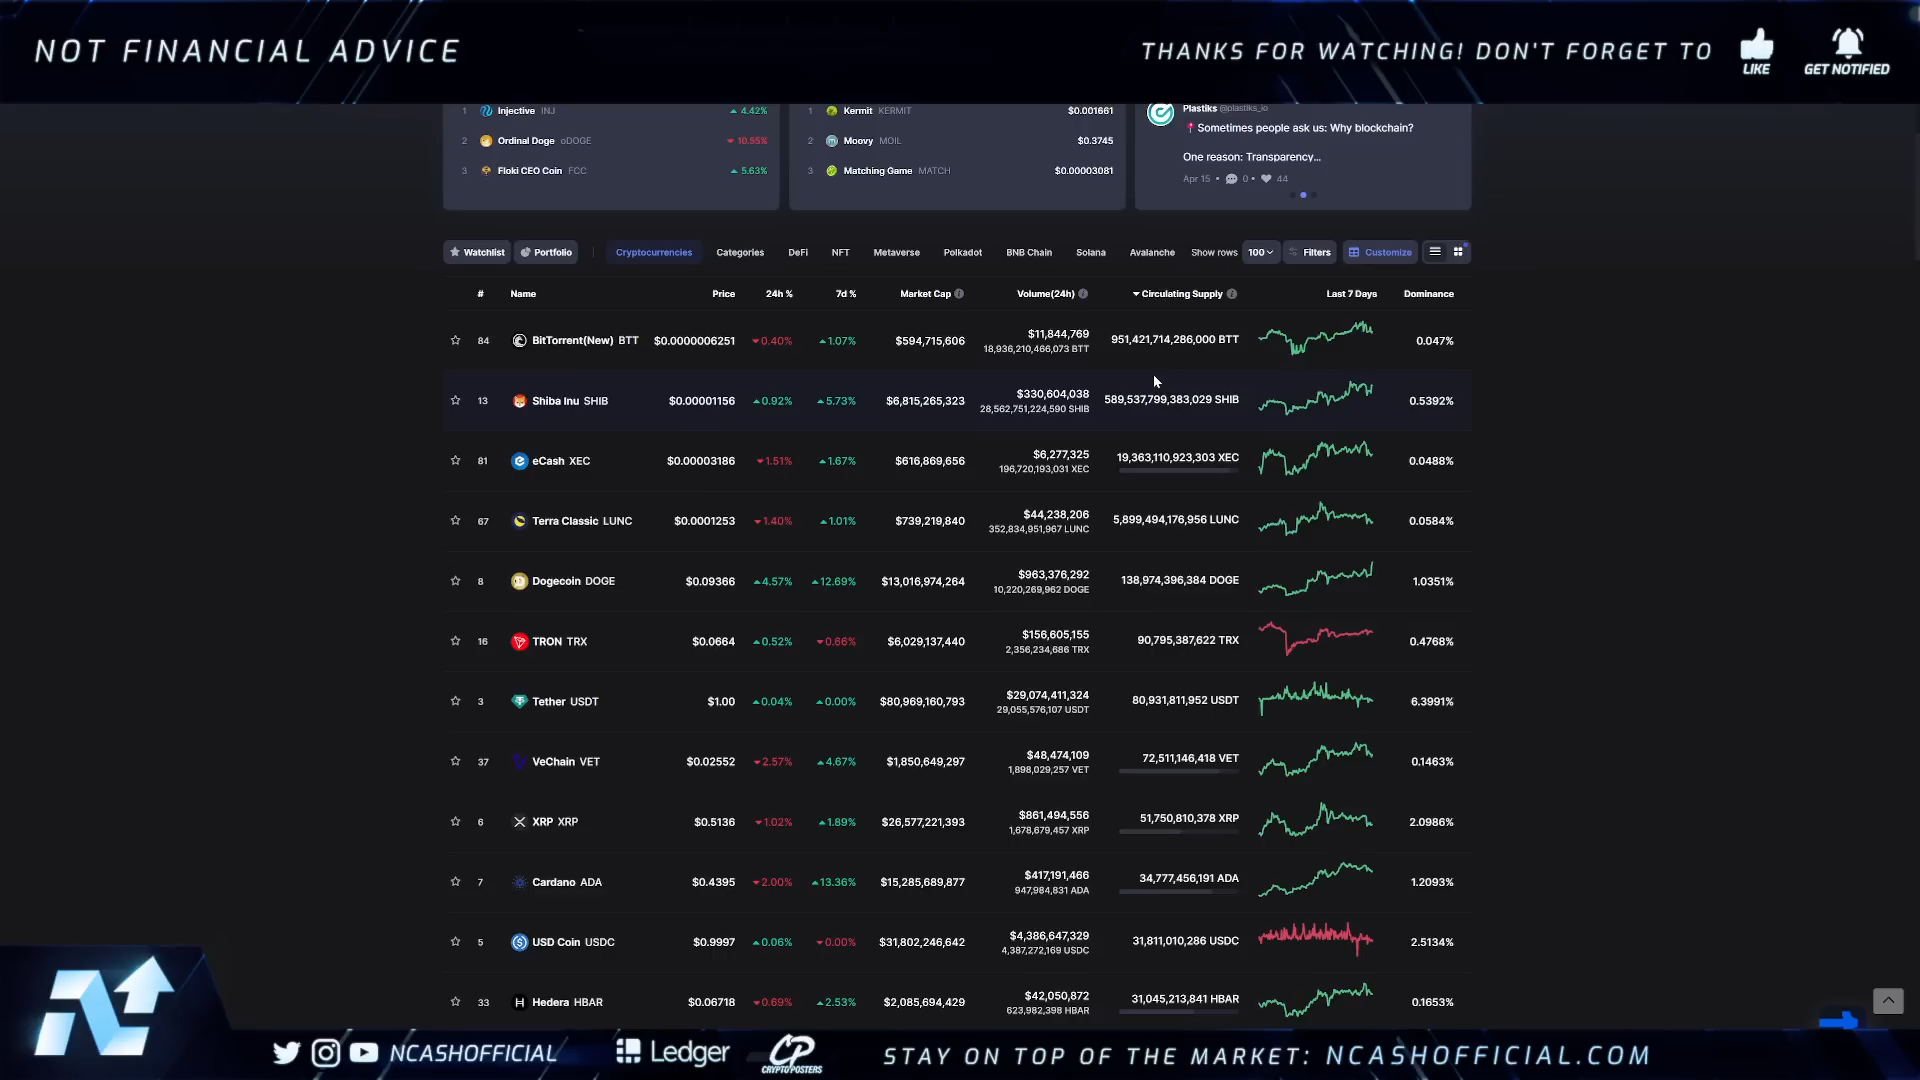 NOT FINANCIAL ADVICE
THANKS FOR WATCHING! DON'T FORGET TO
LIKE
GET NOTIFIED
1 Injective INJ 4.42%
2 Ordinal Doge oDOGE 10.55%
3 Floki CEO Coin FCC 5.63%
1 Kermit KERMIT $0.001661
2 Moovy MOIL $0.3745
3 Matching Game MATCH $0.00003081
Plastiks @plastiks_io
Sometimes people ask us: Why blockchain?
One reason: Transparency...
Apr 15 • 0 • 44
Watchlist Portfolio Cryptocurrencies Categories DeFi NFT Metaverse Polkadot BNB Chain Solana Avalanche Show rows 100 Filters Customize
# Name Price 24h % 7d % Market Cap Volume(24h) Circulating Supply Last 7 Days Dominance
84 BitTorrent(New) BTT $0.0000006251 0.40% 1.07% $594,715,606 $11,844,769 951,421,714,286,000 BTT 0.047%
18,936,210,466,073 BTT
13 Shiba Inu SHIB $0.00001156 0.92% 5.73% $6,815,265,323 $330,604,038 589,537,799,383,029 SHIB 0.5392%
28,562,751,224,590 SHIB
81 eCash XEC $0.00003186 1.51% 1.67% $616,869,656 $6,277,325 19,363,110,923,303 XEC 0.0488%
196,720,193,031 XEC
67 Terra Classic LUNC $0.0001253 1.40% 1.01% $739,219,840 $44,238,206 5,899,494,176,956 LUNC 0.0584%
352,834,951,967 LUNC
8 Dogecoin DOGE $0.09366 4.57% 12.69% $13,016,974,264 $963,376,292 138,974,396,384 DOGE 1.0351%
10,220,269,962 DOGE
16 TRON TRX $0.0664 0.52% 0.66% $6,029,137,440 $156,605,155 90,795,387,622 TRX 0.4768%
2,356,234,686 TRX
3 Tether USDT $1.00 0.04% 0.00% $80,969,160,793 $29,074,411,324 80,931,811,952 USDT 6.3991%
29,055,576,107 USDT
37 VeChain VET $0.02552 2.57% 4.67% $1,850,649,297 $48,474,109 72,511,146,418 VET 0.1463%
1,898,029,257 VET
6 XRP XRP $0.5136 1.02% 1.89% $26,577,221,393 $861,494,556 51,750,810,378 XRP 2.0986%
1,678,679,457 XRP
7 Cardano ADA $0.4395 2.00% 13.36% $15,285,689,877 $417,191,466 34,777,456,191 ADA 1.2093%
947,984,831 ADA
5 USD Coin USDC $0.9997 0.06% 0.00% $31,802,246,642 $4,386,647,329 31,811,010,286 USDC 2.5134%
4,387,272,169 USDC
33 Hedera HBAR $0.06718 0.69% 2.53% $2,085,694,429 $42,050,872 31,045,213,841 HBAR 0.1653%
623,982,398 HBAR
NCASHOFFICIAL Ledger CP CRYPTOPOSTERS STAY ON TOP OF THE MARKET: NCASHOFFICIAL.COM